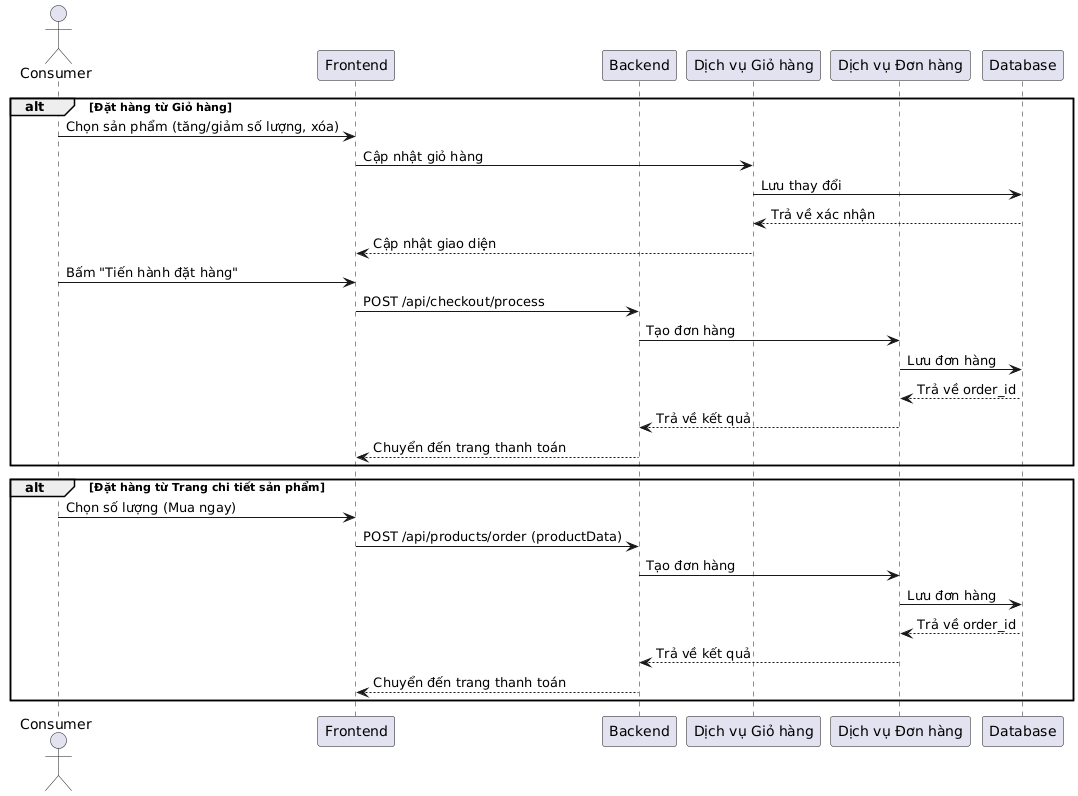 Consumer
Frontend
Backend
Dịch vụ Giỏ hàng
Dịch vụ Đơn hàng
Database
alt [Đặt hàng từ Giỏ hàng]
Chọn sản phẩm (tăng/giảm số lượng, xóa)
Cập nhật giỏ hàng
Lưu thay đổi
Trả về xác nhận
Cập nhật giao diện
Bấm "Tiến hành đặt hàng"
POST /api/checkout/process
Tạo đơn hàng
Lưu đơn hàng
Trả về order_id
Trả về kết quả
Chuyển đến trang thanh toán
alt [Đặt hàng từ Trang chi tiết sản phẩm]
Chọn số lượng (Mua ngay)
POST /api/products/order (productData)
Tạo đơn hàng
Lưu đơn hàng
Trả về order_id
Trả về kết quả
Chuyển đến trang thanh toán
Consumer
Frontend
Backend
Dịch vụ Giỏ hàng
Dịch vụ Đơn hàng
Database